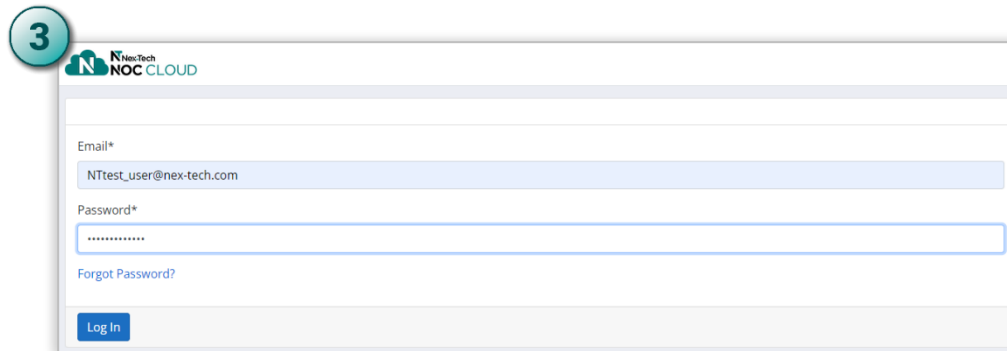 3
Nex-Tech
NOC CLOUD
Email*
NTtest_user@nex-tech.com
Password*
•••••••••••••
Forgot Password?
Log In